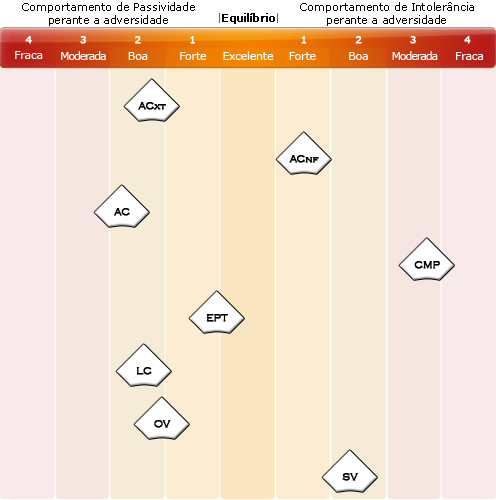 Comportamento de Passividade
perante a adversidade
|Equilíbrio|
Comportamento de Intolerância
perante a adversidade
4 3 2 1 1 2 3 4
Fraca Moderada Boa Forte Excelente Forte Boa Moderada Fraca
ACXT
ACNF
AC
CMP
EPT
LC
OV
SV